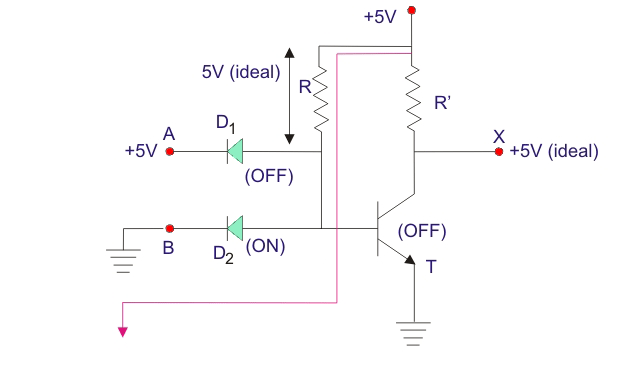 +5V
5V (ideal)
R
R'
D1
A
X
+5V
+5V (ideal)
(OFF)
(OFF)
B
D2
(ON)
T